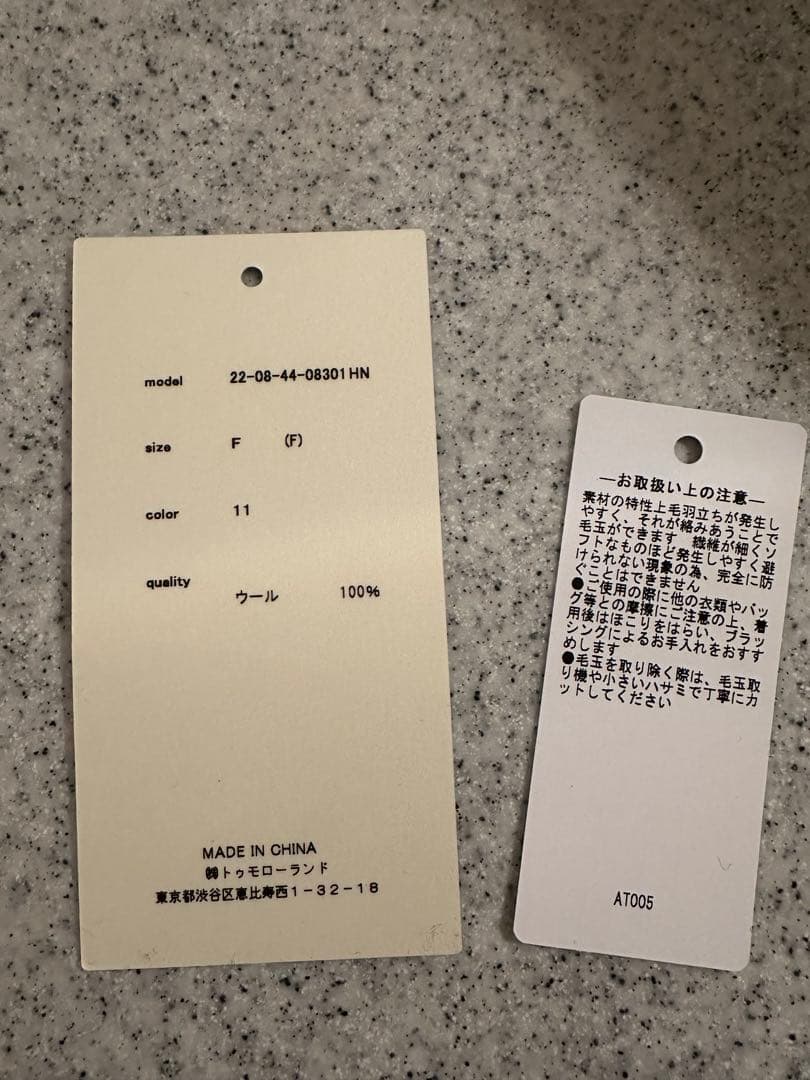 model 22-08-44-08301HN
size F (F)
color 11
quality ウール 100%
MADE IN CHINA
㈱トゥモローランド
東京都渋谷区恵比寿西1-32-18
―お取扱い上の注意―
素材の特性上毛羽立ちが発生し
やすく、それが絡みあうことで
毛玉ができます 繊維が細くソ
フトなものほど発生しやすく避
けられない現象の為、完全に防
ぐことはできません
●ご使用の際に他の衣類やバッ
グ等との摩擦にご注意の上、着
用後はほこりをはらい、ブラッ
シングによるお手入れをおすす
めします
●毛玉を取り除く際は、毛玉取
り機や小さいハサミで丁寧にカ
ットしてください
AT005